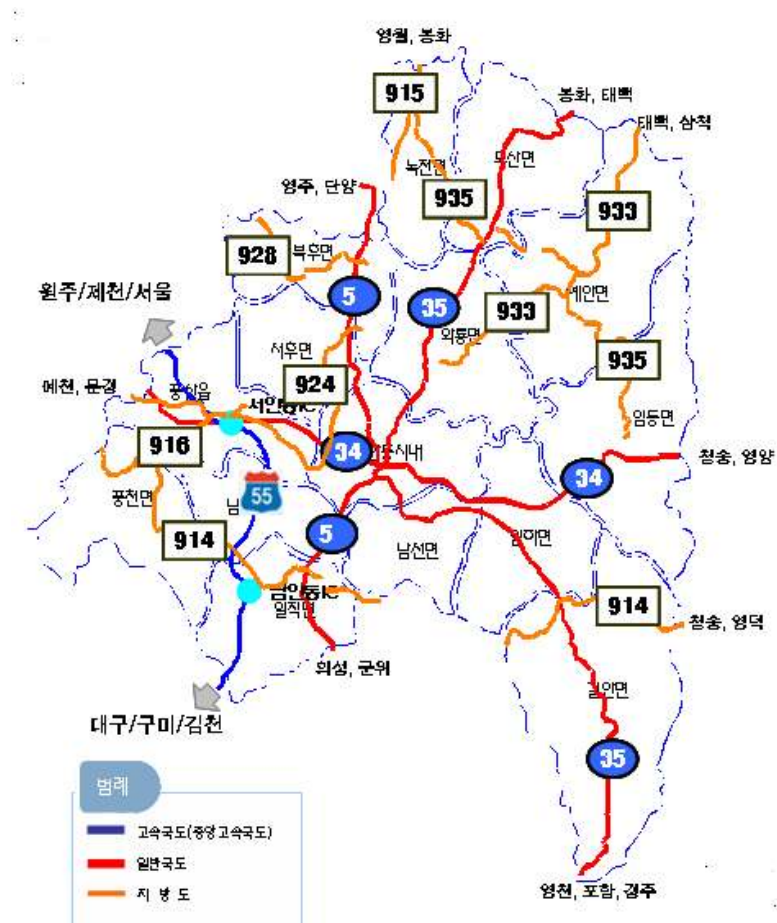 영월, 봉화
915
봉화, 태백
태백, 삼척
녹전면
도산면
영주, 단양
935
933
928
북후면
원주/제천/서울
5
35
933
예안면
와룡면
서후면
935
924
예천, 문경
풍산읍
서안동IC
임동면
916
34
안동시내
청송, 영양
34
풍천면
55
남
914
5
남선면
임하면
남안동IC
914
일직면
청송, 영덕
의성, 군위
길안면
대구/구미/김천
35
범례
고속국도(중앙고속국도)
일반국도
지 방 도
영천, 포항, 경주